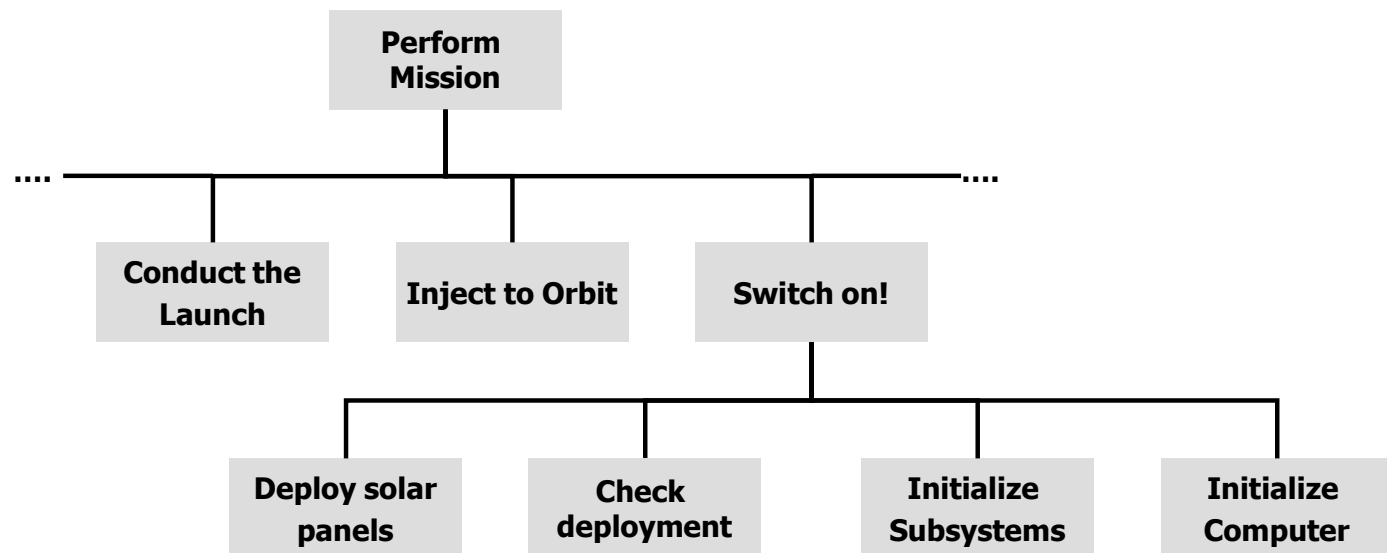 Perform
Mission
....
....
Conduct the
Launch
Inject to Orbit
Switch on!
Deploy solar
panels
Check
deployment
Initialize
Subsystems
Initialize
Computer